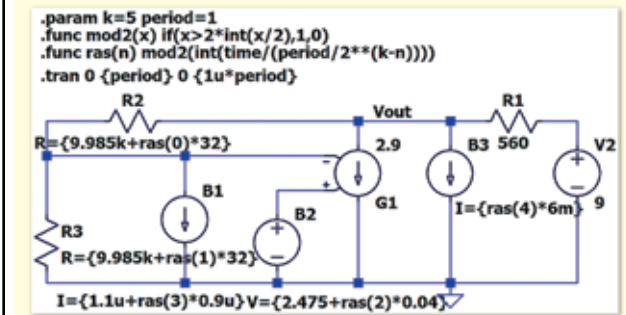 .param k=5 period=1
.func mod2(x) if(x>2*int(x/2),1,0)
.func ras(n) mod2(int(time/(period/2**(k-n))))
.tran 0 {period} 0 {1u*period}
R2
Vout
R1
R={9.985k+ras(0)*32}
2.9
B3
560
V2
B1
G1
I={ras(4)*6m}
9
B2
R3
R={9.985k+ras(1)*32}
I={1.1u+ras(3)*0.9u}
V={2.475+ras(2)*0.04}